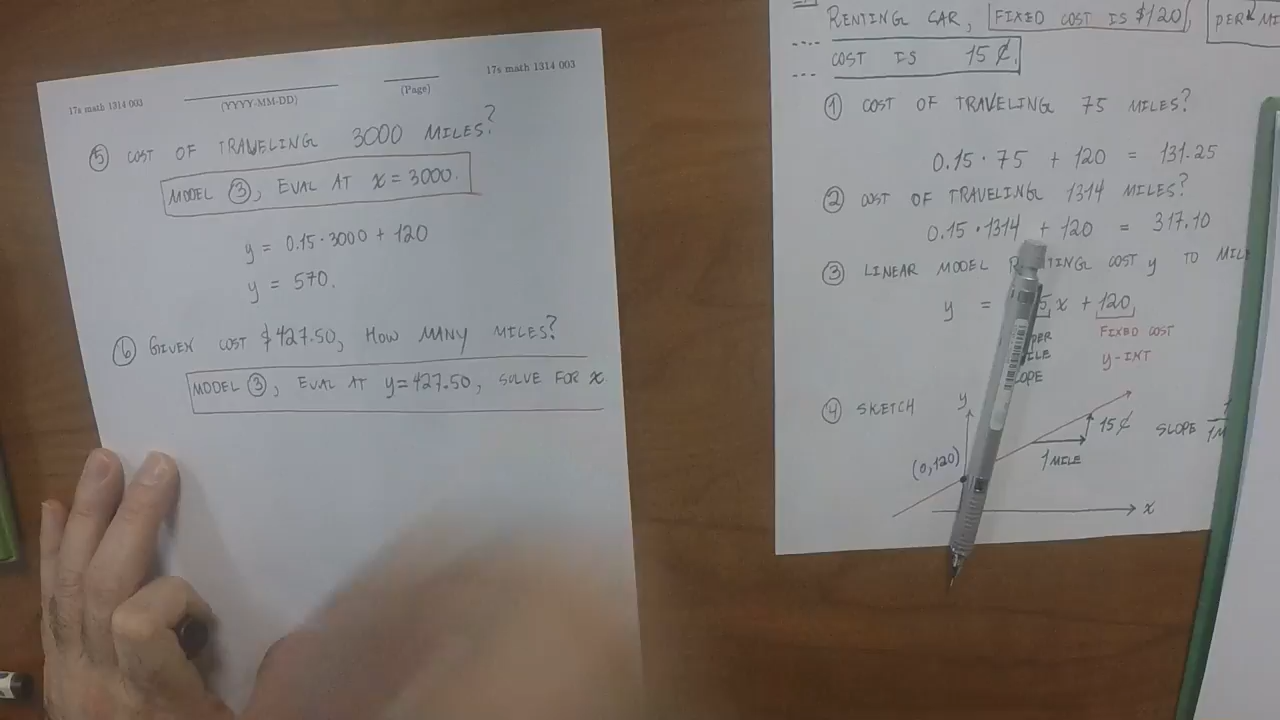 17s math 1314 003
(YYYY-MM-DD)
(Page)
17s math 1314 003
⑤ COST OF TRAVELING 3000 MILES?
MODEL ③, EVAL AT x = 3000.
y = 0.15·3000 + 120
y = 570.
⑥ GIVEN COST $427.50, HOW MANY MILES?
MODEL ③, EVAL AT y=427.50, SOLVE FOR x
RENTING CAR, FIXED COST IS $120, PER
COST IS 15 ¢.
① COST OF TRAVELING 75 MILES?
0.15 · 75 + 120 = 131.25
② COST OF TRAVELING 1314 MILES?
0.15 · 1314 + 120 = 317.10
③ LINEAR MODEL COST y TO
y = x + 120
FIXED COST
y-INT
④ SKETCH
y
15¢
SLOPE
1 MILE
(0,120)
x